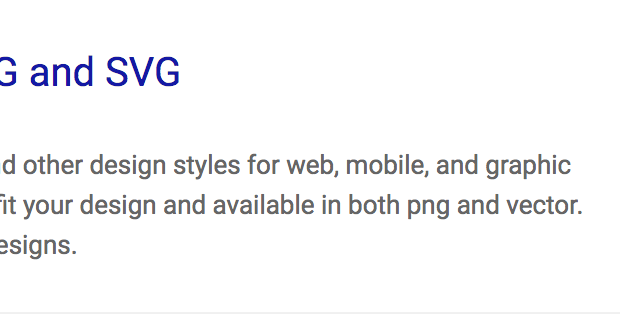 G and SVG
d other design styles for web, mobile, and graphic
fit your design and available in both png and vector.
esigns.